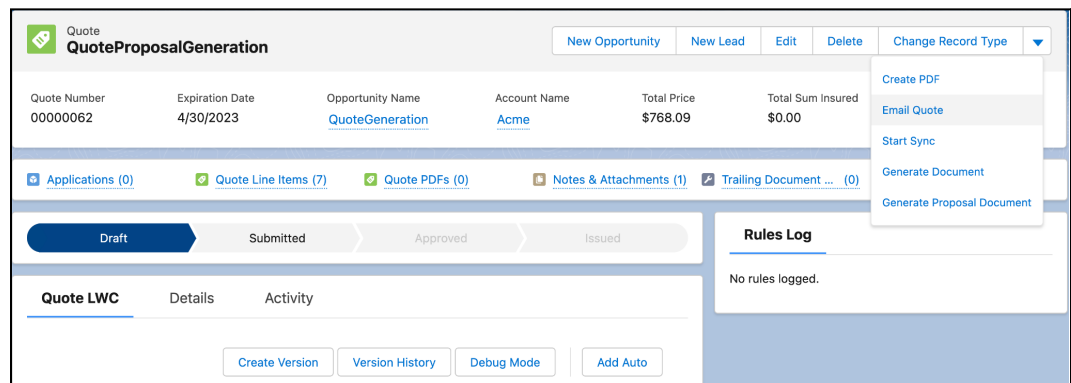 Quote
QuoteProposalGeneration
New Opportunity New Lead Edit Delete Change Record Type
Create PDF
Email Quote
Start Sync
Generate Document
Generate Proposal Document
Quote Number Expiration Date Opportunity Name Account Name Total Price Total Sum Insured
00000062 4/30/2023 QuoteGeneration Acme $768.09 $0.00
Applications (0) Quote Line Items (7) Quote PDFs (0) Notes & Attachments (1) Trailing Document ... (0)
Draft Submitted Approved Issued
Rules Log
No rules logged.
Quote LWC Details Activity
Create Version Version History Debug Mode Add Auto